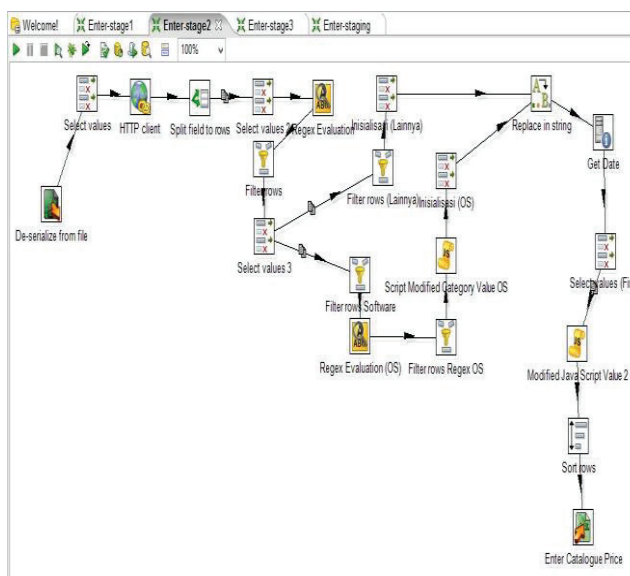 Welcome!
Enter-stage1
Enter-stage2
Enter-stage3
Enter-staging
100%
Select values
HTTP client
Split field to rows
Select values 2
Regex Evaluation
Inisialisasi (Lainnya)
Replace in string
Get Date
Filter rows
Filter rows (Lainnya)
Inisialisasi (OS)
De-serialize from file
Select values 3
Script Modified Category Value OS
Select values (Fi
Filter rows Software
Regex Evaluation (OS)
Filter rows Regex OS
Modified Java Script Value 2
Sort rows
Enter Catalogue Price